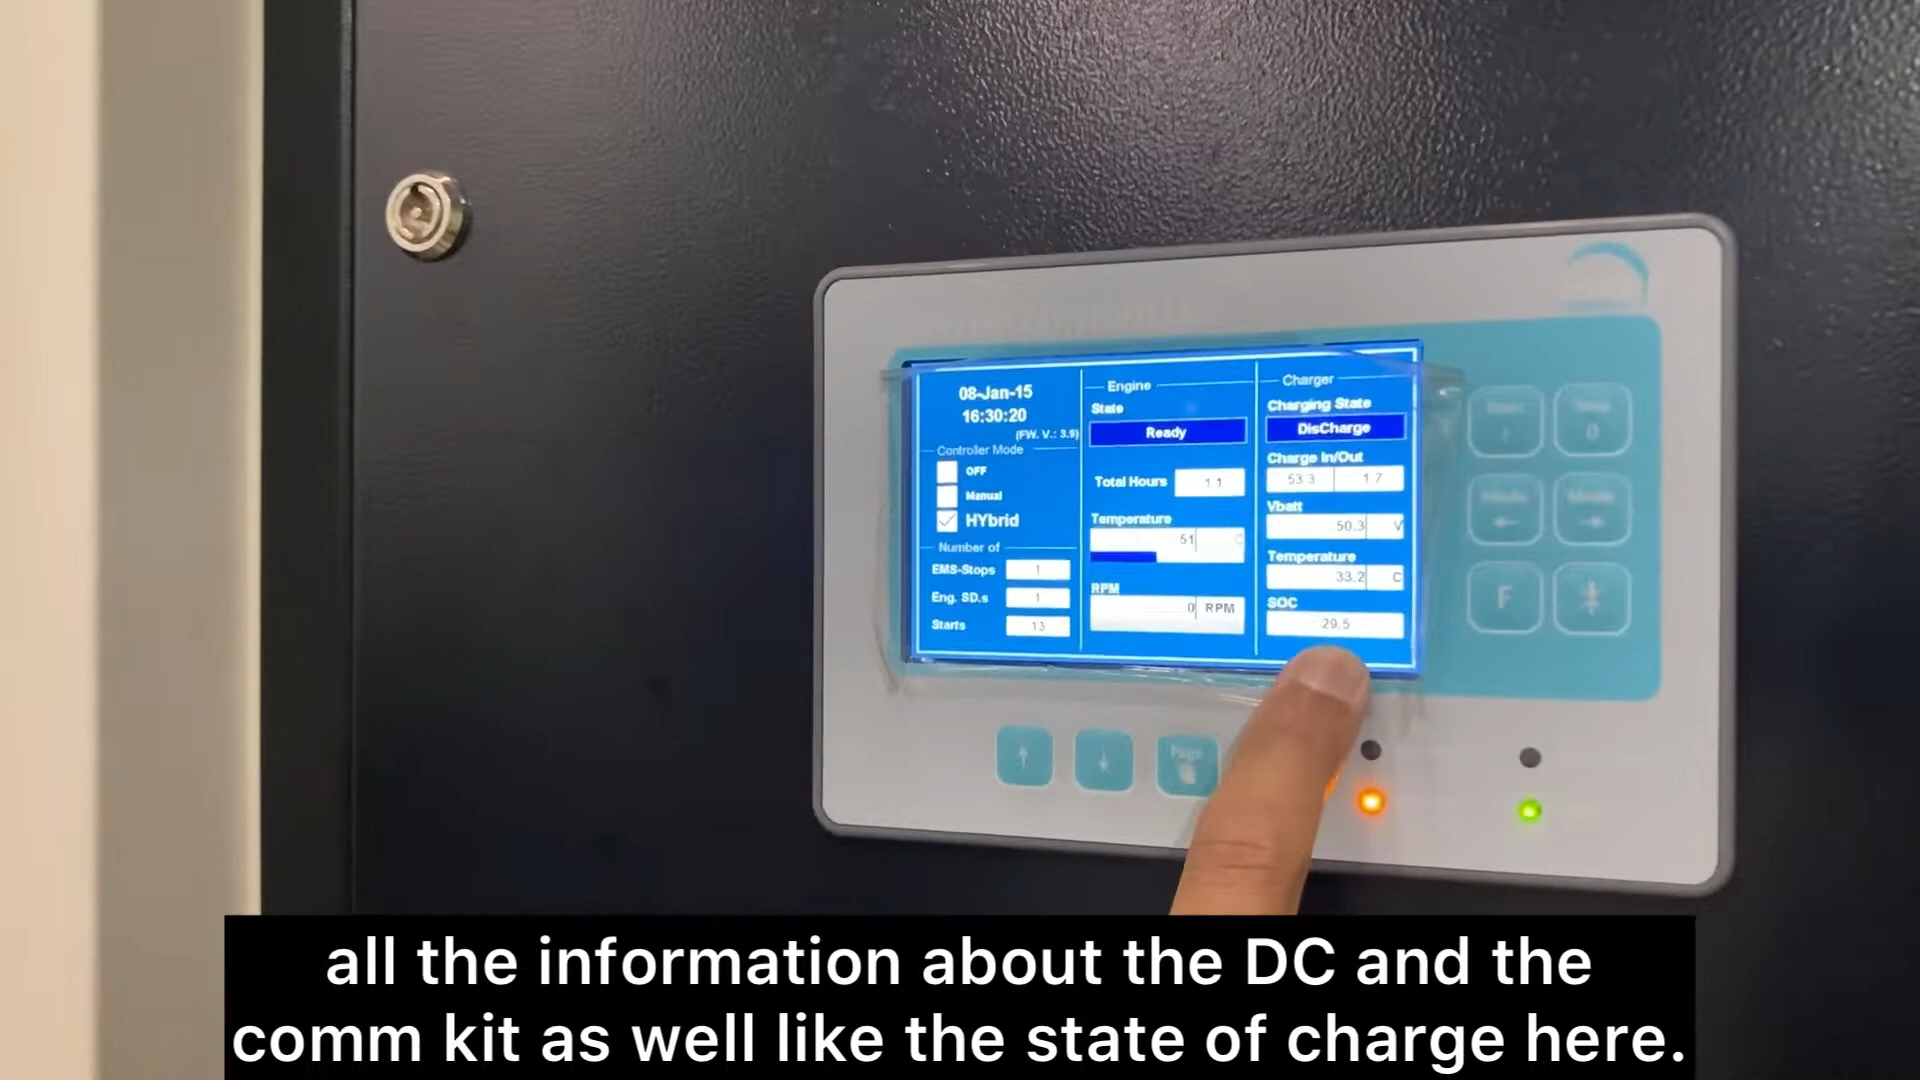 08-Jan-15
16:30:20
(FW. V.: 3.9)
Controller Mode
OFF
Manual
HYbrid
Number of
EMS-Stops 1
Eng. SD.s 1
Starts 13
Engine
State
Ready
Total Hours 1.1
Temperature
51 C
RPM
0 RPM
Charger
Charging State
DisCharge
Charge In/Out
53.3 1.7
Vbatt
50.3 V
Temperature
33.2 C
SOC
29.5
F
all the information about the DC and the
comm kit as well like the state of charge here.